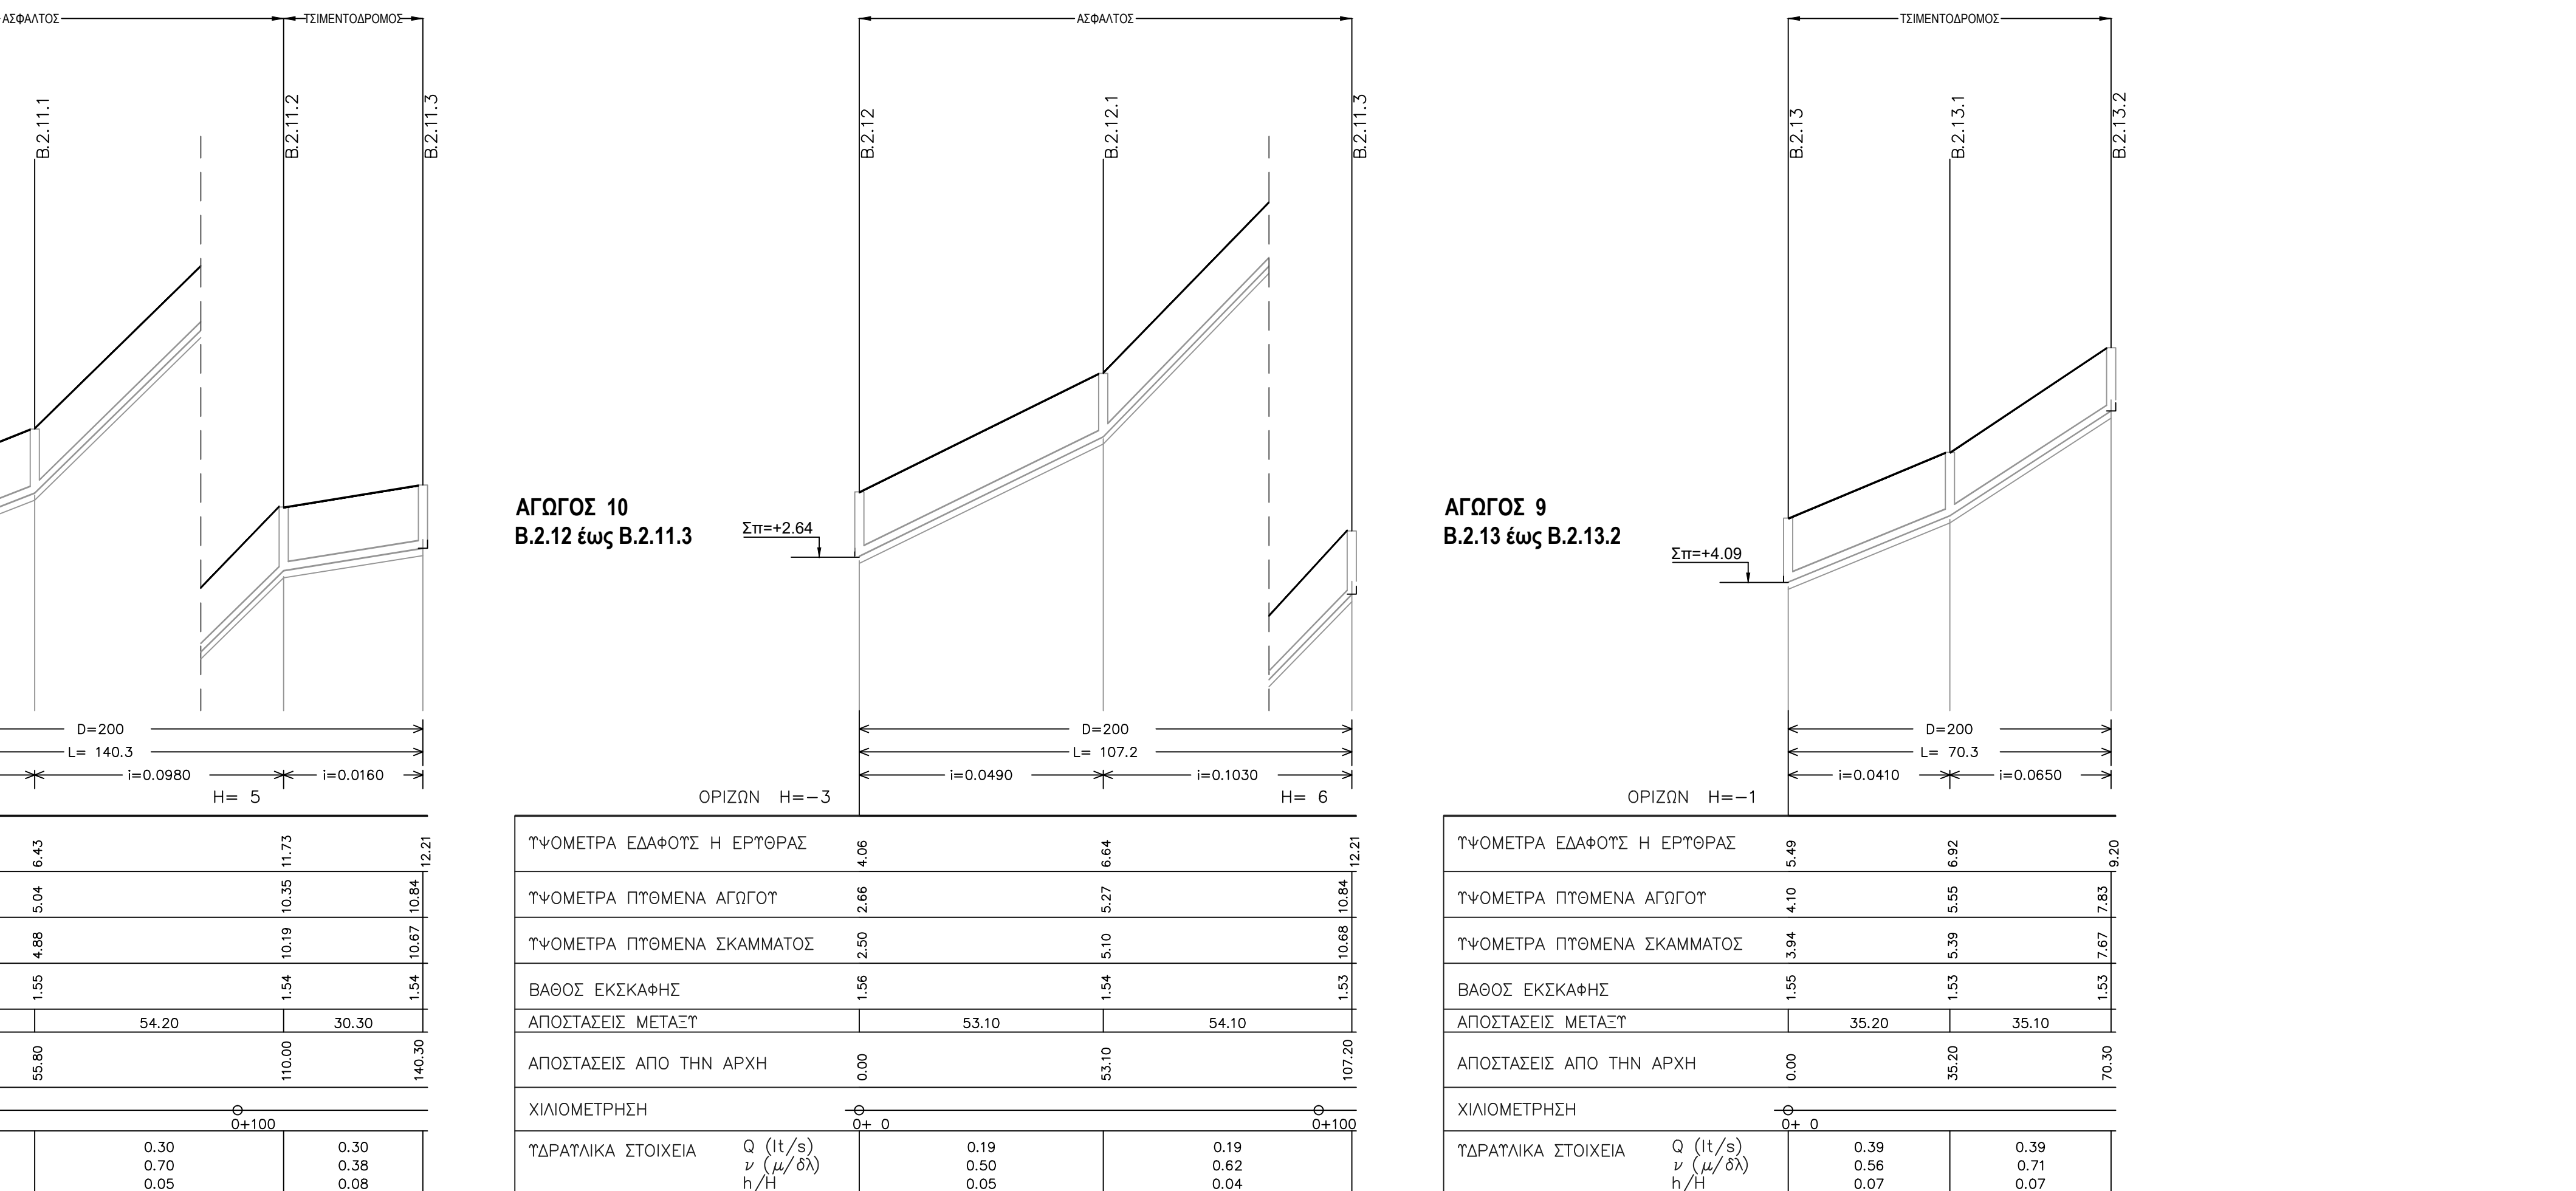 ΑΣΦΑΛΤΟΣ ΤΣΙΜΕΝΤΟΔΡΟΜΟΣ
B.2.11.1 B.2.11.2 B.2.11.3
D=200
L= 140.3
i=0.0980 i=0.0160
H= 5
6.43 11.73 12.21
5.04 10.35 10.84
4.88 10.19 10.67
1.55 1.54 1.54
54.20 30.30
55.80 110.00 140.30
0+100
0.30 0.30
0.70 0.38
0.05 0.08
ΑΣΦΑΛΤΟΣ
B.2.12 B.2.12.1 B.2.11.3
ΑΓΩΓΟΣ 10
Β.2.12 έως Β.2.11.3
Σπ=+2.64
D=200
L= 107.2
i=0.0490 i=0.1030
ΟΡΙΖΩΝ H=-3 H= 6
ΥΨΟΜΕΤΡΑ ΕΔΑΦΟΥΣ Η ΕΡΥΘΡΑΣ 4.06 6.64 12.21
ΥΨΟΜΕΤΡΑ ΠΥΘΜΕΝΑ ΑΓΩΓΟΥ 2.66 5.27 10.84
ΥΨΟΜΕΤΡΑ ΠΥΘΜΕΝΑ ΣΚΑΜΜΑΤΟΣ 2.50 5.10 10.68
ΒΑΘΟΣ ΕΚΣΚΑΦΗΣ 1.56 1.54 1.53
ΑΠΟΣΤΑΣΕΙΣ ΜΕΤΑΞΥ 53.10 54.10
ΑΠΟΣΤΑΣΕΙΣ ΑΠΟ ΤΗΝ ΑΡΧΗ 0.00 53.10 107.20
ΧΙΛΙΟΜΕΤΡΗΣΗ
0+ 0 0+100
ΥΔΡΑΥΛΙΚΑ ΣΤΟΙΧΕΙΑ Q (lt/s) 0.19 0.19
ν (μ/δλ) 0.50 0.62
h/H 0.05 0.04
ΤΣΙΜΕΝΤΟΔΡΟΜΟΣ
B.2.13 B.2.13.1 B.2.13.2
ΑΓΩΓΟΣ 9
Β.2.13 έως Β.2.13.2
Σπ=+4.09
D=200
L= 70.3
i=0.0410 i=0.0650
ΟΡΙΖΩΝ H=-1
ΥΨΟΜΕΤΡΑ ΕΔΑΦΟΥΣ Η ΕΡΥΘΡΑΣ 5.49 6.92 9.20
ΥΨΟΜΕΤΡΑ ΠΥΘΜΕΝΑ ΑΓΩΓΟΥ 4.10 5.55 7.83
ΥΨΟΜΕΤΡΑ ΠΥΘΜΕΝΑ ΣΚΑΜΜΑΤΟΣ 3.94 5.39 7.67
ΒΑΘΟΣ ΕΚΣΚΑΦΗΣ 1.55 1.53 1.53
ΑΠΟΣΤΑΣΕΙΣ ΜΕΤΑΞΥ 35.20 35.10
ΑΠΟΣΤΑΣΕΙΣ ΑΠΟ ΤΗΝ ΑΡΧΗ 0.00 35.20 70.30
ΧΙΛΙΟΜΕΤΡΗΣΗ
0+ 0
ΥΔΡΑΥΛΙΚΑ ΣΤΟΙΧΕΙΑ Q (lt/s) 0.39 0.39
ν (μ/δλ) 0.56 0.71
h/H 0.07 0.07